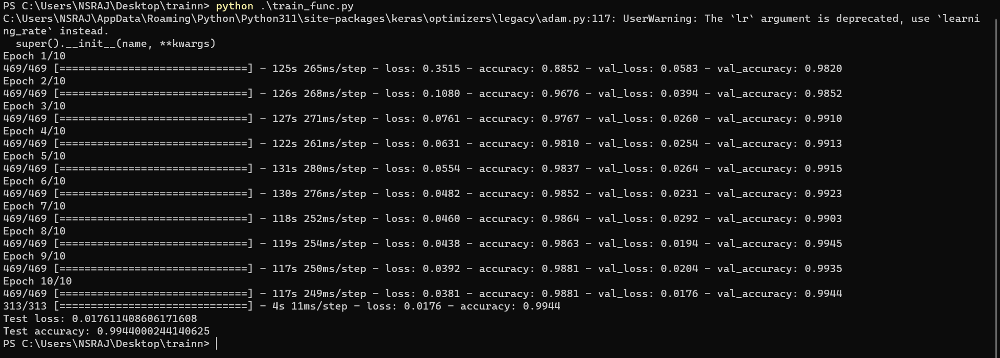 PS C:\Users\NSRAJ\Desktop\trainn> python .\train_func.py
C:\Users\NSRAJ\AppData\Roaming\Python\Python311\site-packages\keras\optimizers\legacy\adam.py:117: UserWarning: The `lr` argument is deprecated, use `learni
ng_rate` instead.
  super().__init__(name, **kwargs)
Epoch 1/10
469/469 [==============================] - 125s 265ms/step - loss: 0.3515 - accuracy: 0.8852 - val_loss: 0.0583 - val_accuracy: 0.9820
Epoch 2/10
469/469 [==============================] - 126s 268ms/step - loss: 0.1080 - accuracy: 0.9676 - val_loss: 0.0394 - val_accuracy: 0.9852
Epoch 3/10
469/469 [==============================] - 127s 271ms/step - loss: 0.0761 - accuracy: 0.9767 - val_loss: 0.0260 - val_accuracy: 0.9910
Epoch 4/10
469/469 [==============================] - 122s 261ms/step - loss: 0.0631 - accuracy: 0.9810 - val_loss: 0.0254 - val_accuracy: 0.9913
Epoch 5/10
469/469 [==============================] - 131s 280ms/step - loss: 0.0554 - accuracy: 0.9837 - val_loss: 0.0264 - val_accuracy: 0.9915
Epoch 6/10
469/469 [==============================] - 130s 276ms/step - loss: 0.0482 - accuracy: 0.9852 - val_loss: 0.0231 - val_accuracy: 0.9923
Epoch 7/10
469/469 [==============================] - 118s 252ms/step - loss: 0.0460 - accuracy: 0.9864 - val_loss: 0.0292 - val_accuracy: 0.9903
Epoch 8/10
469/469 [==============================] - 119s 254ms/step - loss: 0.0438 - accuracy: 0.9863 - val_loss: 0.0194 - val_accuracy: 0.9945
Epoch 9/10
469/469 [==============================] - 117s 250ms/step - loss: 0.0392 - accuracy: 0.9881 - val_loss: 0.0204 - val_accuracy: 0.9935
Epoch 10/10
469/469 [==============================] - 117s 249ms/step - loss: 0.0381 - accuracy: 0.9881 - val_loss: 0.0176 - val_accuracy: 0.9944
313/313 [==============================] - 4s 11ms/step - loss: 0.0176 - accuracy: 0.9944
Test loss: 0.017611408606171608
Test accuracy: 0.9944000244140625
PS C:\Users\NSRAJ\Desktop\trainn>